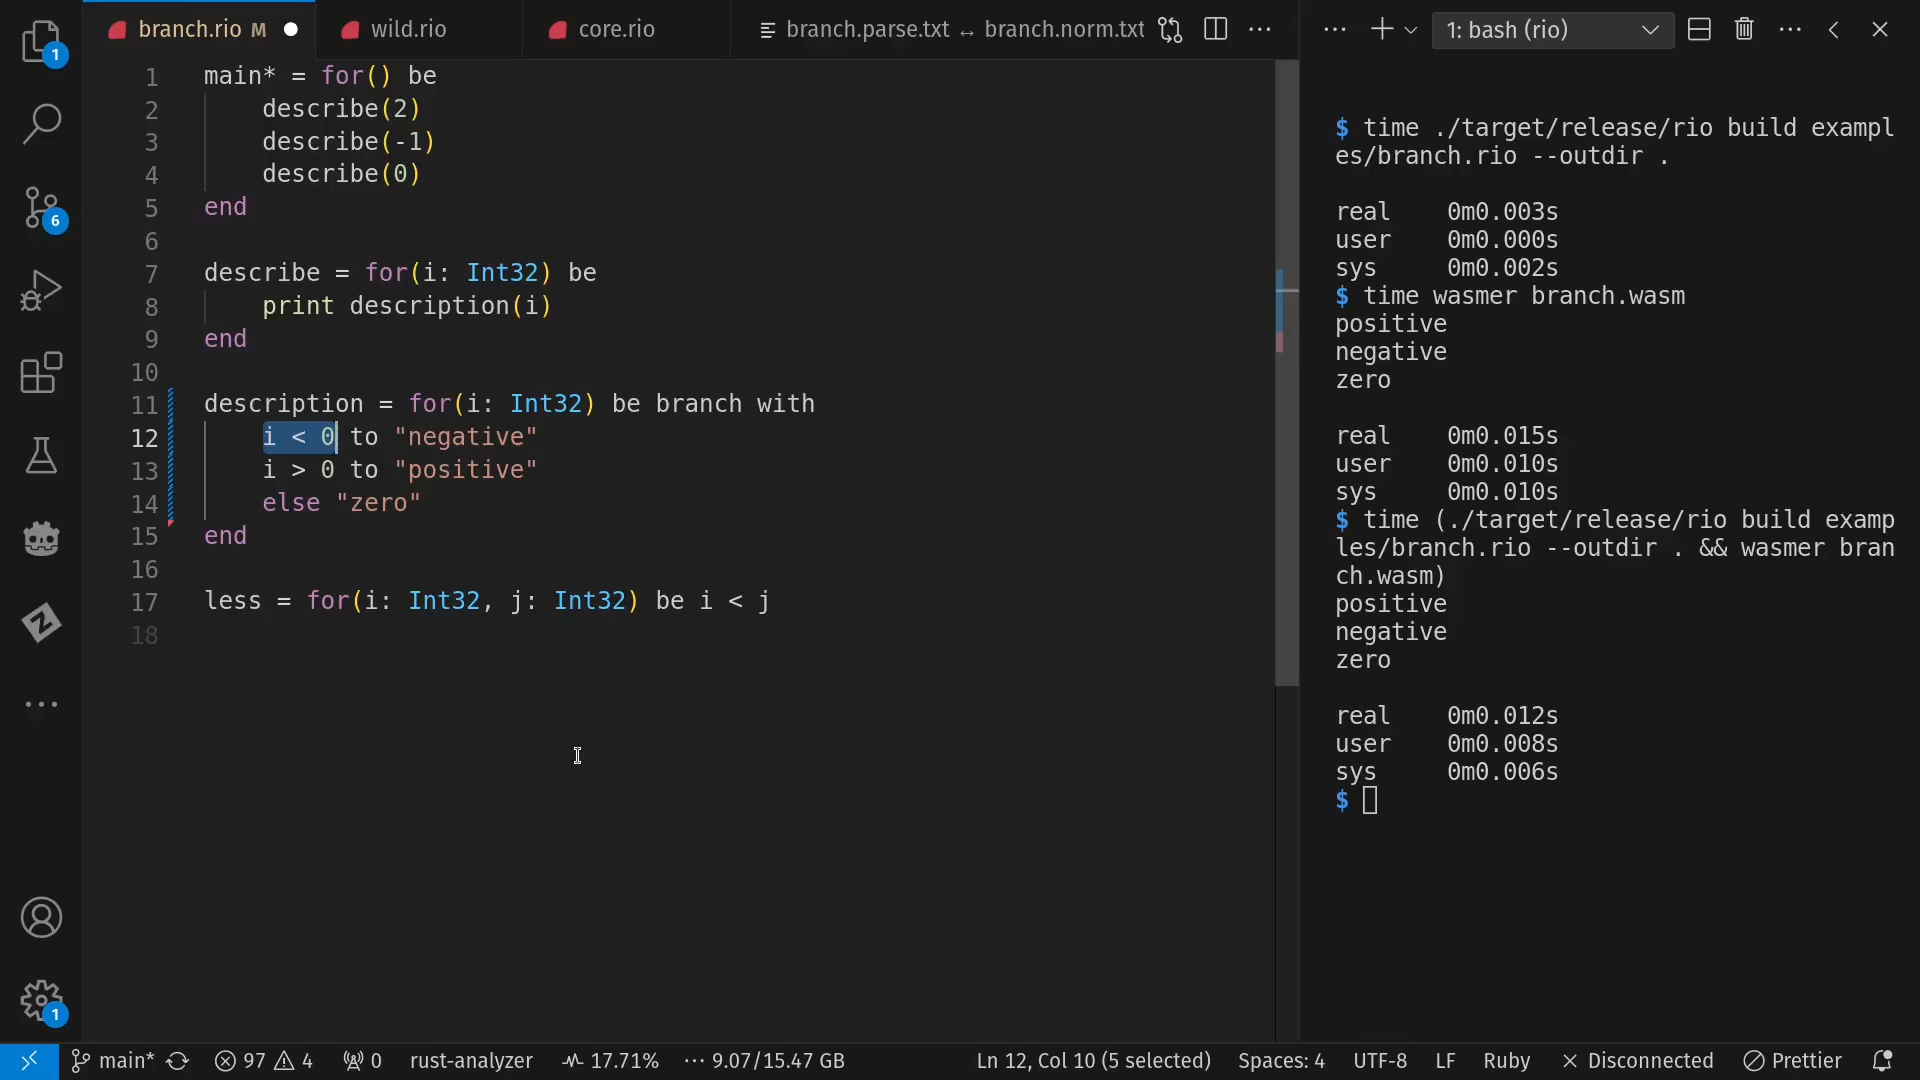 branch.rio M
wild.rio
core.rio
branch.parse.txt ↔ branch.norm.txt
1: bash (rio)
1
6
1
1 main* = for() be
2 describe(2)
3 describe(-1)
4 describe(0)
5 end
6
7 describe = for(i: Int32) be
8 print description(i)
9 end
10
11 description = for(i: Int32) be branch with
12 i < 0 to "negative"
13 i > 0 to "positive"
14 else "zero"
15 end
16
17 less = for(i: Int32, j: Int32) be i < j
18
$ time ./target/release/rio build exampl
es/branch.rio --outdir .
real 0m0.003s
user 0m0.000s
sys 0m0.002s
$ time wasmer branch.wasm
positive
negative
zero
real 0m0.015s
user 0m0.010s
sys 0m0.010s
$ time (./target/release/rio build examp
les/branch.rio --outdir . && wasmer bran
ch.wasm)
positive
negative
zero
real 0m0.012s
user 0m0.008s
sys 0m0.006s
$
main* 97 4 0 rust-analyzer 17.71% ··· 9.07/15.47 GB Ln 12, Col 10 (5 selected) Spaces: 4 UTF-8 LF Ruby Disconnected Prettier